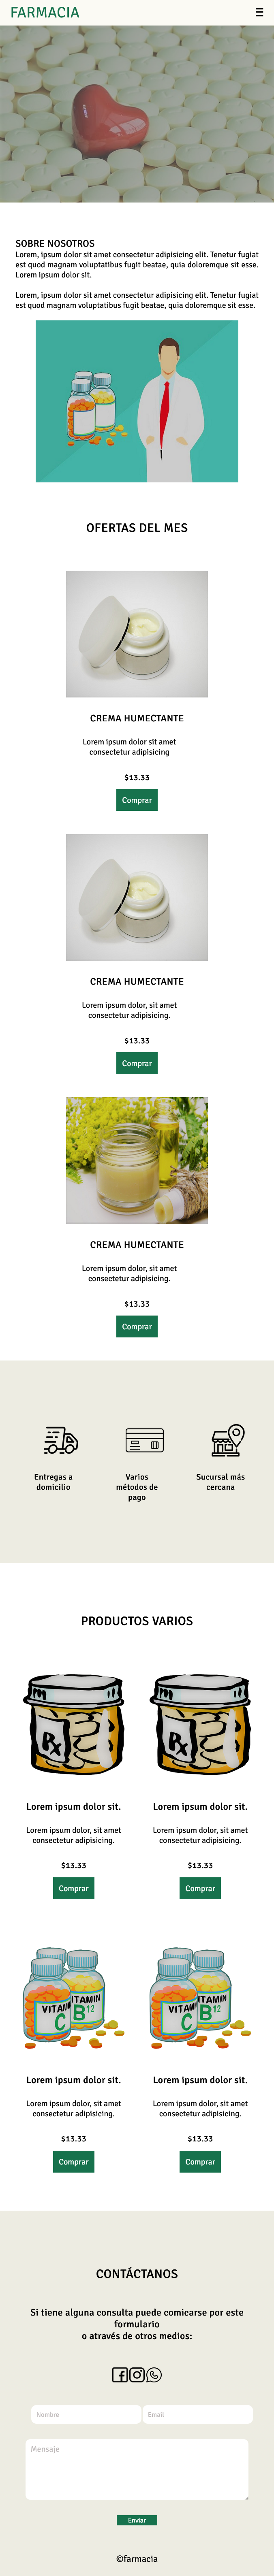 FARMACIA
SOBRE NOSOTROS
Lorem, ipsum dolor sit amet consectetur adipisicing elit. Tenetur fugiat
est quod magnam voluptatibus fugit beatae, quia doloremque sit esse.
Lorem ipsum dolor sit.
Lorem, ipsum dolor sit amet consectetur adipisicing elit. Tenetur fugiat
est quod magnam voluptatibus fugit beatae, quia doloremque sit esse.
OFERTAS DEL MES
CREMA HUMECTANTE
Lorem ipsum dolor sit amet
consectetur adipisicing
$13.33
Comprar
CREMA HUMECTANTE
Lorem ipsum dolor, sit amet
consectetur adipisicing.
$13.33
Comprar
CREMA HUMECTANTE
Lorem ipsum dolor, sit amet
consectetur adipisicing.
$13.33
Comprar
Entregas a
domicilio
Varios
métodos de
pago
Sucursal más
cercana
PRODUCTOS VARIOS
Rx
Lorem ipsum dolor sit.
Lorem ipsum dolor, sit amet
consectetur adipisicing.
$13.33
Comprar
Rx
Lorem ipsum dolor sit.
Lorem ipsum dolor, sit amet
consectetur adipisicing.
$13.33
Comprar
VITAMIN
C
VITAMIN
B12
Lorem ipsum dolor sit.
Lorem ipsum dolor, sit amet
consectetur adipisicing.
$13.33
Comprar
VITAMIN
C
VITAMIN
B12
Lorem ipsum dolor sit.
Lorem ipsum dolor, sit amet
consectetur adipisicing.
$13.33
Comprar
CONTÁCTANOS
Si tiene alguna consulta puede comicarse por este
formulario
o através de otros medios:
Nombre
Email
Mensaje
Enviar
©farmacia